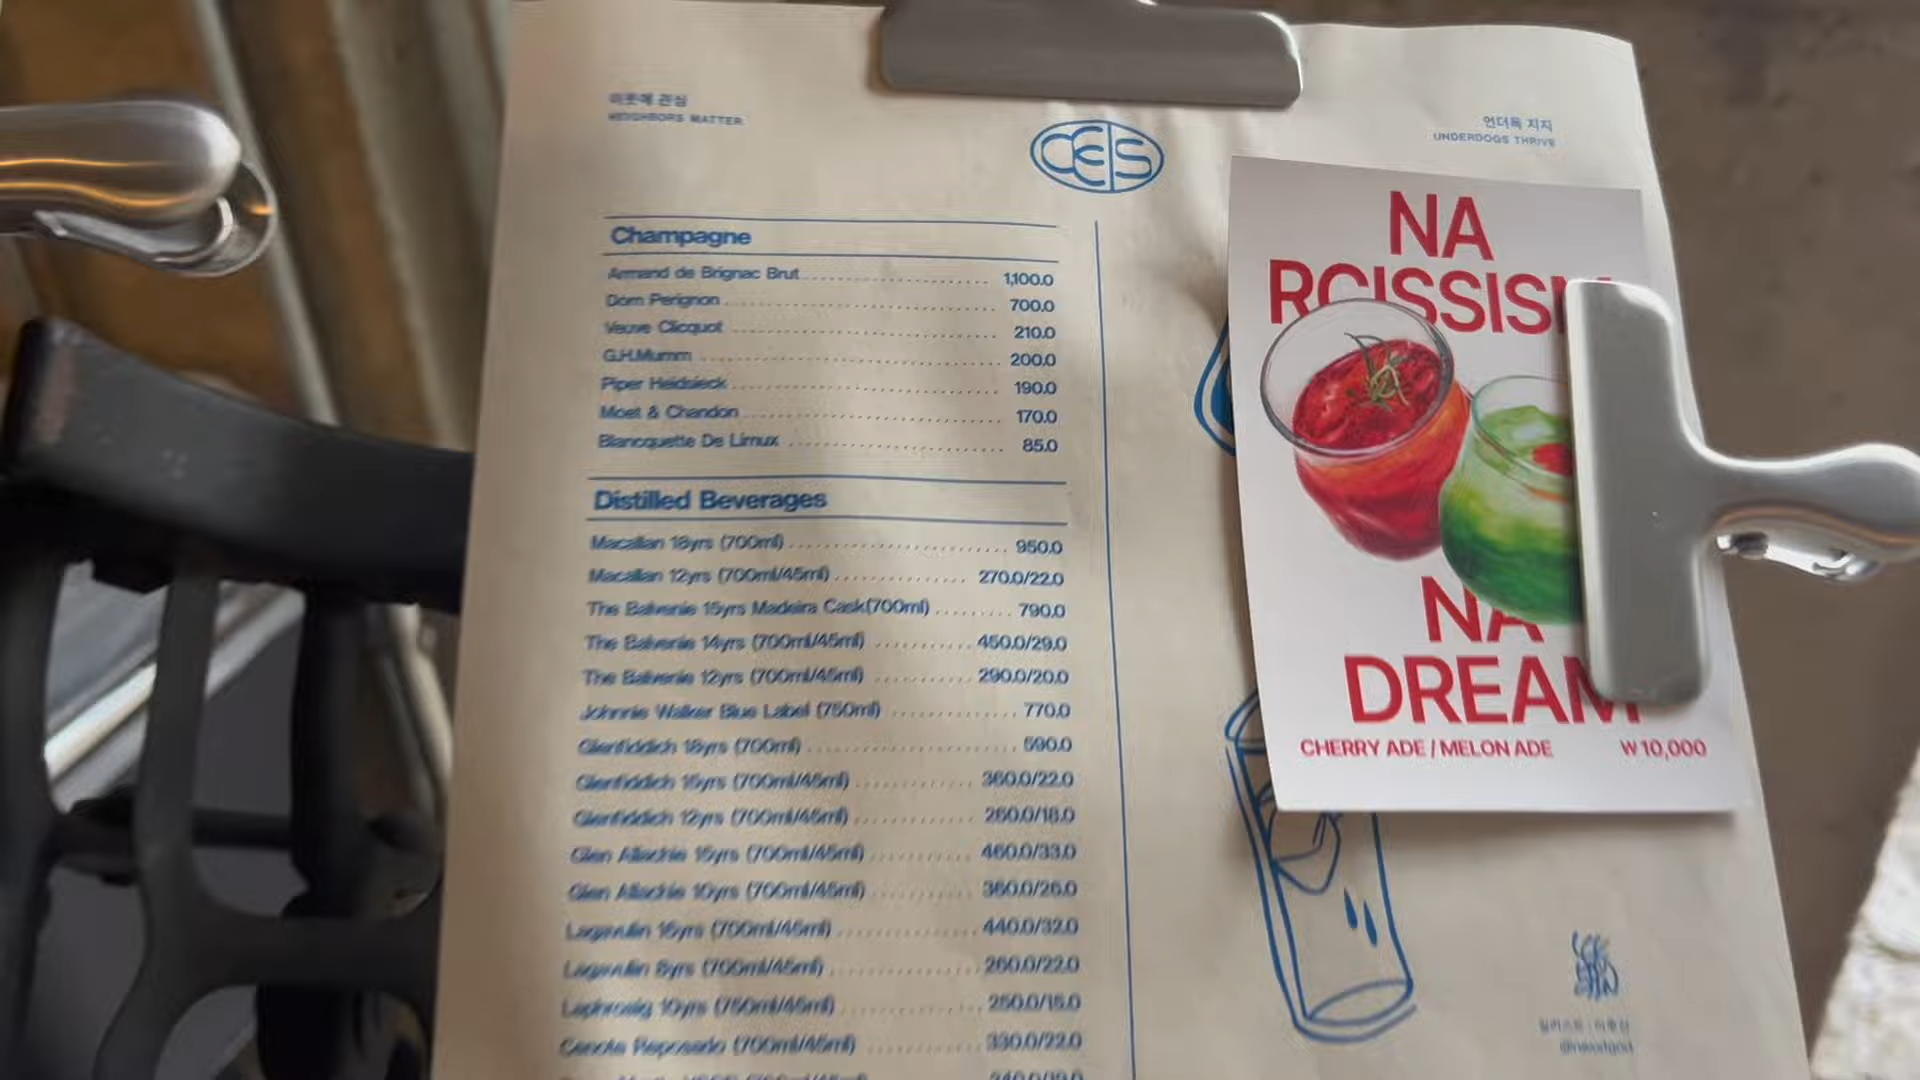 이웃에 관심
NEIGHBORS MATTER
CEIS
언더독 지지
UNDERDOGS THRIVE
Champagne
Armand de Brignac Brut 1,100.0
Dom Perignon 700.0
Veuve Clicquot 210.0
G.H.Mumm 200.0
Piper Heidsieck 190.0
Moet & Chandon 170.0
Blancquette De Limux 85.0
Distilled Beverages
Macallan 18yrs (700ml) 950.0
Macallan 12yrs (700ml/45ml) 270.0/22.0
The Balvenie 15yrs Madeira Cask(700ml) 790.0
The Balvenie 14yrs (700ml/45ml) 450.0/29.0
The Balvenie 12yrs (700ml/45ml) 290.0/20.0
Johnnie Walker Blue Label (750ml) 770.0
Glenfiddich 18yrs (700ml) 590.0
Glenfiddich 15yrs (700ml/45ml) 360.0/22.0
Glenfiddich 12yrs (700ml/45ml) 260.0/18.0
Glen Allachie 15yrs (700ml/45ml) 460.0/33.0
Glen Allachie 10yrs (700ml/45ml) 360.0/26.0
Lagavulin 16yrs (700ml/45ml) 440.0/32.0
Lagavulin 8yrs (700ml/45ml) 260.0/22.0
Laphroaig 10yrs (750ml/45ml) 250.0/15.0
Reposado (700ml/45ml) 330.0/22.0
NA
RCISSISM
NA
DREAM
CHERRY ADE / MELON ADE ₩10,000